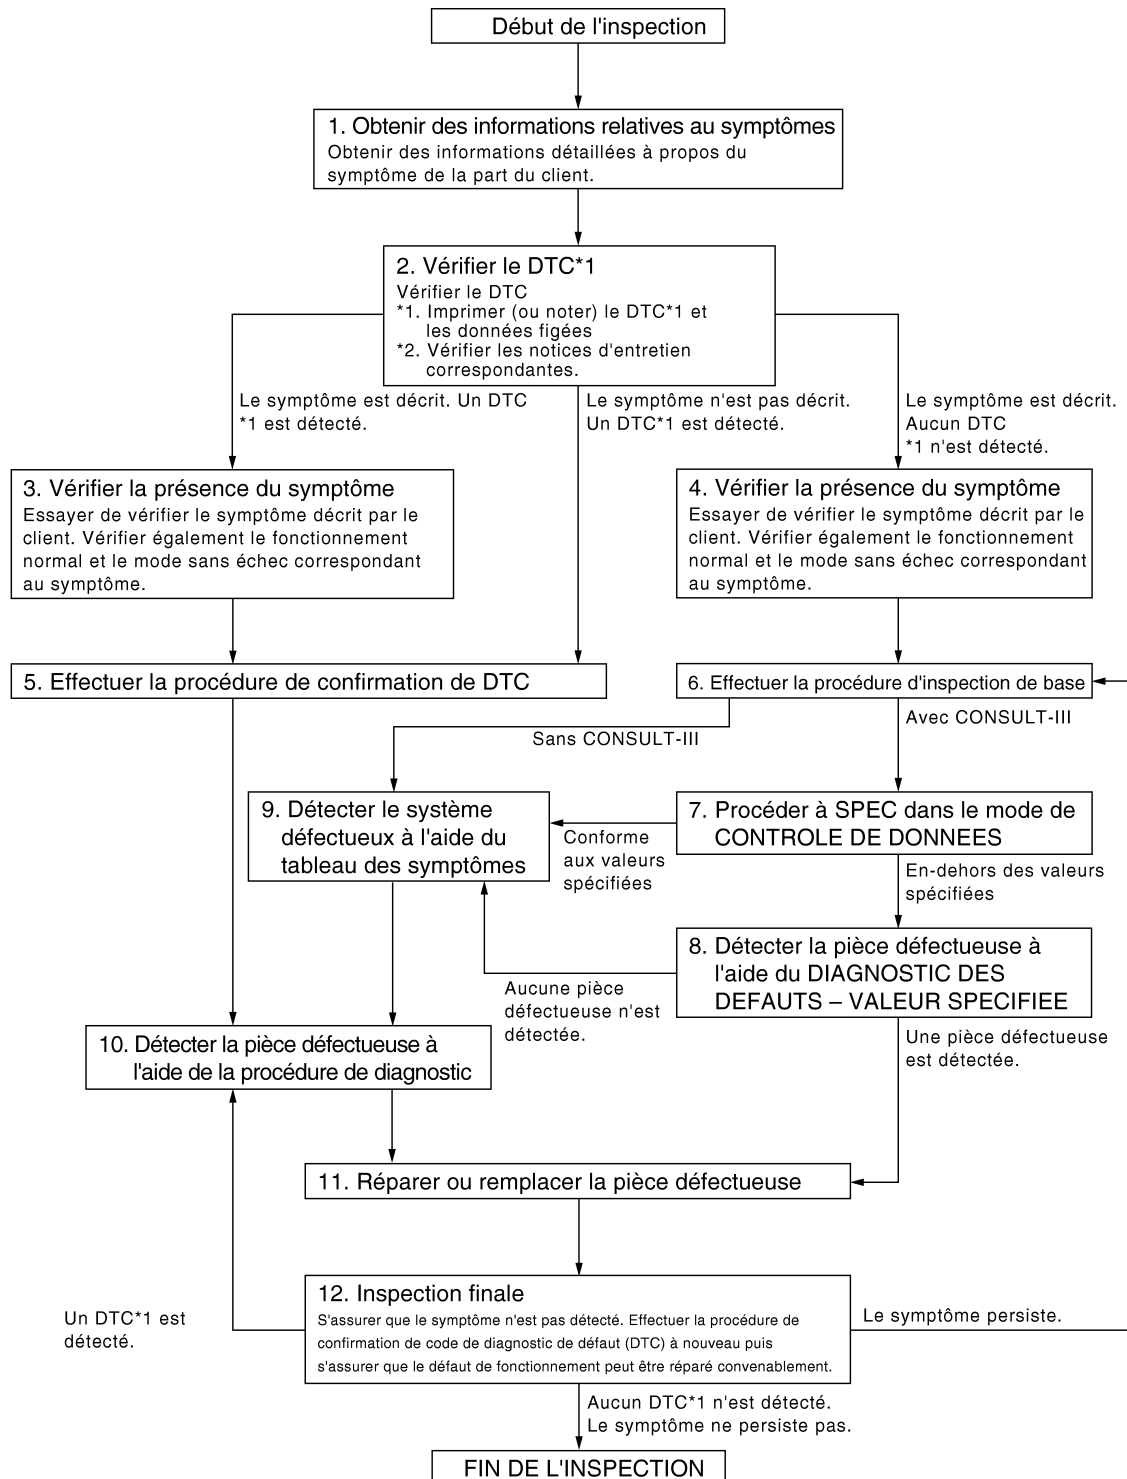 Début de l'inspection
1. Obtenir des informations relatives au symptômes
Obtenir des informations détaillées à propos du
symptôme de la part du client.
2. Vérifier le DTC*1
Vérifier le DTC
*1. Imprimer (ou noter) le DTC*1 et
les données figées
*2. Vérifier les notices d'entretien
correspondantes.
Le symptôme est décrit. Un DTC
*1 est détecté.
Le symptôme n'est pas décrit.
Un DTC*1 est détecté.
Le symptôme est décrit.
Aucun DTC
*1 n'est détecté.
3. Vérifier la présence du symptôme
Essayer de vérifier le symptôme décrit par le
client. Vérifier également le fonctionnement
normal et le mode sans échec correspondant
au symptôme.
4. Vérifier la présence du symptôme
Essayer de vérifier le symptôme décrit par le
client. Vérifier également le fonctionnement
normal et le mode sans échec correspondant
au symptôme.
5. Effectuer la procédure de confirmation de DTC
6. Effectuer la procédure d'inspection de base
Sans CONSULT-III
Avec CONSULT-III
9. Détecter le système
défectueux à l'aide du
tableau des symptômes
Conforme
aux valeurs
spécifiées
7. Procéder à SPEC dans le mode de
CONTROLE DE DONNEES
En-dehors des valeurs
spécifiées
8. Détecter la pièce défectueuse à
l'aide du DIAGNOSTIC DES
DEFAUTS – VALEUR SPECIFIEE
Aucune pièce
défectueuse n'est
détectée.
Une pièce défectueuse
est détectée.
10. Détecter la pièce défectueuse à
l'aide de la procédure de diagnostic
11. Réparer ou remplacer la pièce défectueuse
12. Inspection finale
S'assurer que le symptôme n'est pas détecté. Effectuer la procédure de
confirmation de code de diagnostic de défaut (DTC) à nouveau puis
s'assurer que le défaut de fonctionnement peut être réparé convenablement.
Un DTC*1 est
détecté.
Le symptôme persiste.
Aucun DTC*1 n'est détecté.
Le symptôme ne persiste pas.
FIN DE L'INSPECTION